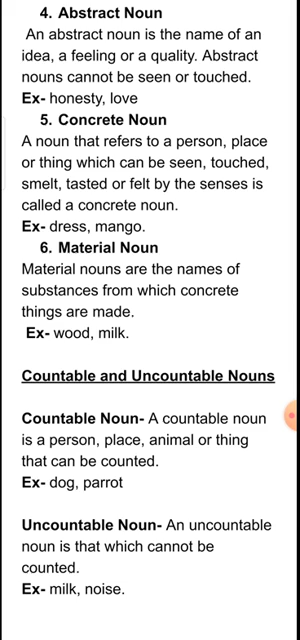 4. Abstract Noun
An abstract noun is the name of an
idea, a feeling or a quality. Abstract
nouns cannot be seen or touched.
Ex- honesty, love
5. Concrete Noun
A noun that refers to a person, place
or thing which can be seen, touched,
smelt, tasted or felt by the senses is
called a concrete noun.
Ex- dress, mango.
6. Material Noun
Material nouns are the names of
substances from which concrete
things are made.
Ex- wood, milk.
Countable and Uncountable Nouns
Countable Noun- A countable noun
is a person, place, animal or thing
that can be counted.
Ex- dog, parrot
Uncountable Noun- An uncountable
noun is that which cannot be
counted.
Ex- milk, noise.